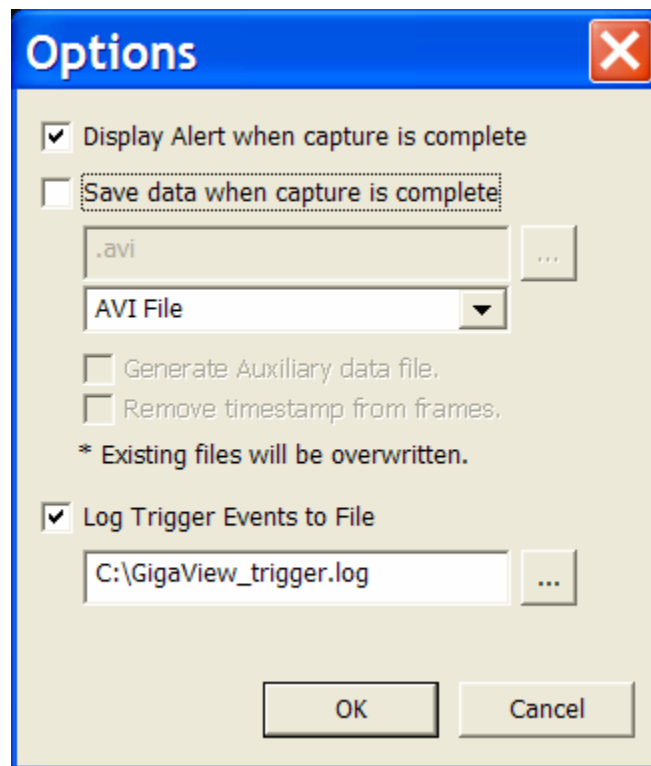 Options
Display Alert when capture is complete
Save data when capture is complete
.avi
...
AVI File
Generate Auxiliary data file.
Remove timestamp from frames.
* Existing files will be overwritten.
Log Trigger Events to File
C:\GigaView_trigger.log
...
OK
Cancel